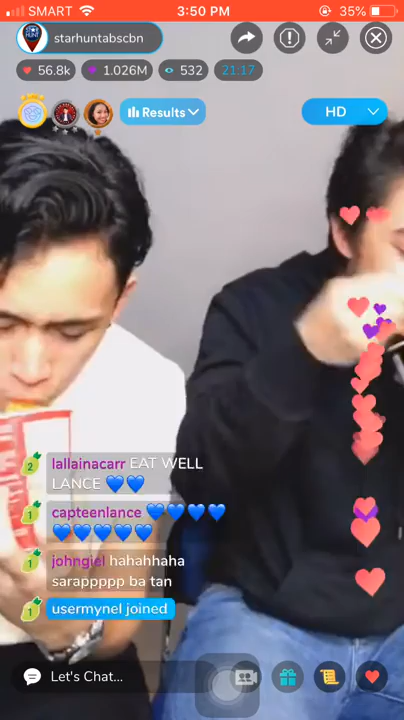 SMART
3:50 PM
35%
starhuntabscbn
56.8k
1.026M
532
21:17
Results
HD
2
lallainacarr EAT WELL
LANCE 💙💙
1
capteenlance 💙💙💙💙
💙💙💙💙💙
1
johngiel hahahhaha
sarappppp ba tan
1
usermynel joined
Let's Chat...